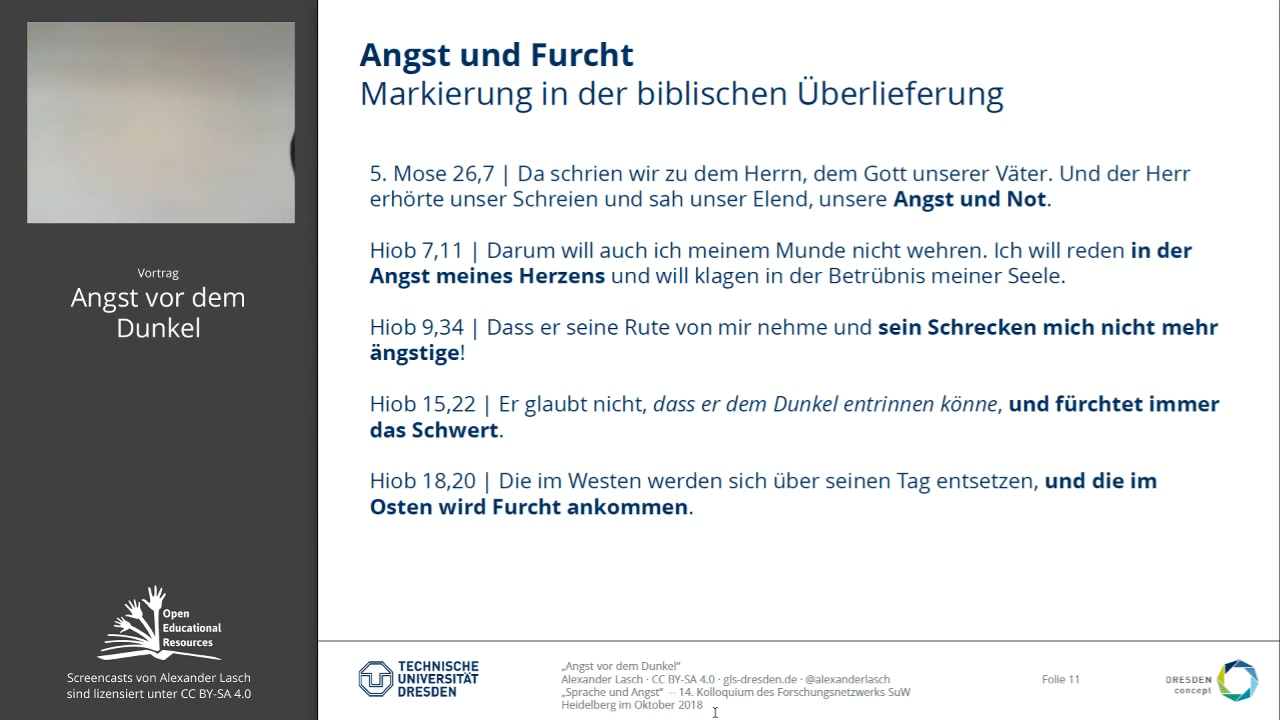 Vortrag
Angst vor dem
Dunkel
Open
Educational
Resources
Screencasts von Alexander Lasch
sind lizensiert unter CC BY-SA 4.0
Angst und Furcht
Markierung in der biblischen Überlieferung
5. Mose 26,7 | Da schrien wir zu dem Herrn, dem Gott unserer Väter. Und der Herr
erhörte unser Schreien und sah unser Elend, unsere Angst und Not.
Hiob 7,11 | Darum will auch ich meinem Munde nicht wehren. Ich will reden in der
Angst meines Herzens und will klagen in der Betrübnis meiner Seele.
Hiob 9,34 | Dass er seine Rute von mir nehme und sein Schrecken mich nicht mehr
ängstige!
Hiob 15,22 | Er glaubt nicht, dass er dem Dunkel entrinnen könne, und fürchtet immer
das Schwert.
Hiob 18,20 | Die im Westen werden sich über seinen Tag entsetzen, und die im
Osten wird Furcht ankommen.
TECHNISCHE
UNIVERSITÄT
DRESDEN
„Angst vor dem Dunkel“
Alexander Lasch · CC BY-SA 4.0 · gls-dresden.de · @alexanderlasch
„Sprache und Angst“ – 14. Kolloquium des Forschungsnetzwerks SuW
Heidelberg im Oktober 2018
Folie 11
DRESDEN
concept